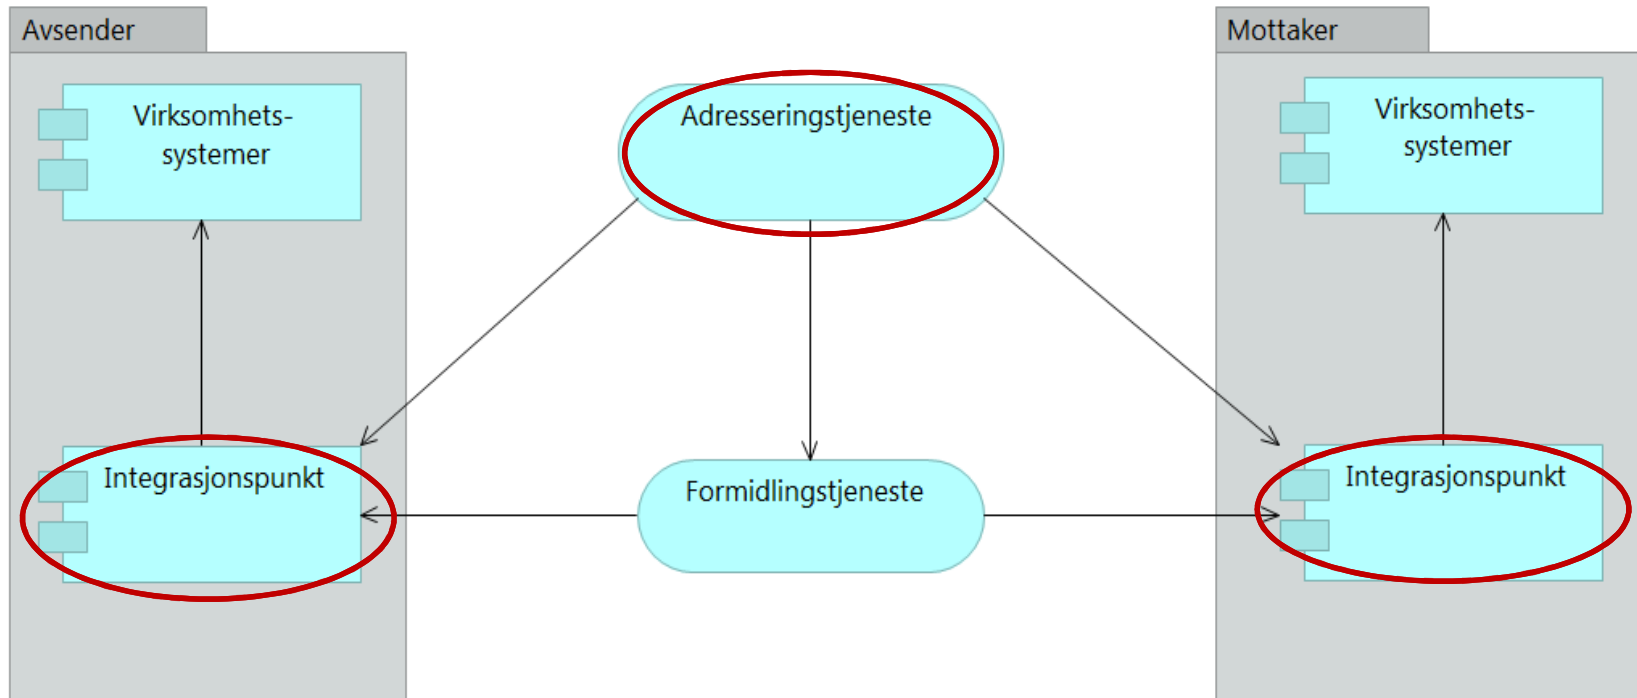 Avsender
Mottaker
Virksomhets-
systemer
Adresseringstjeneste
Virksomhets-
systemer
Integrasjonspunkt
Formidlingstjeneste
Integrasjonspunkt